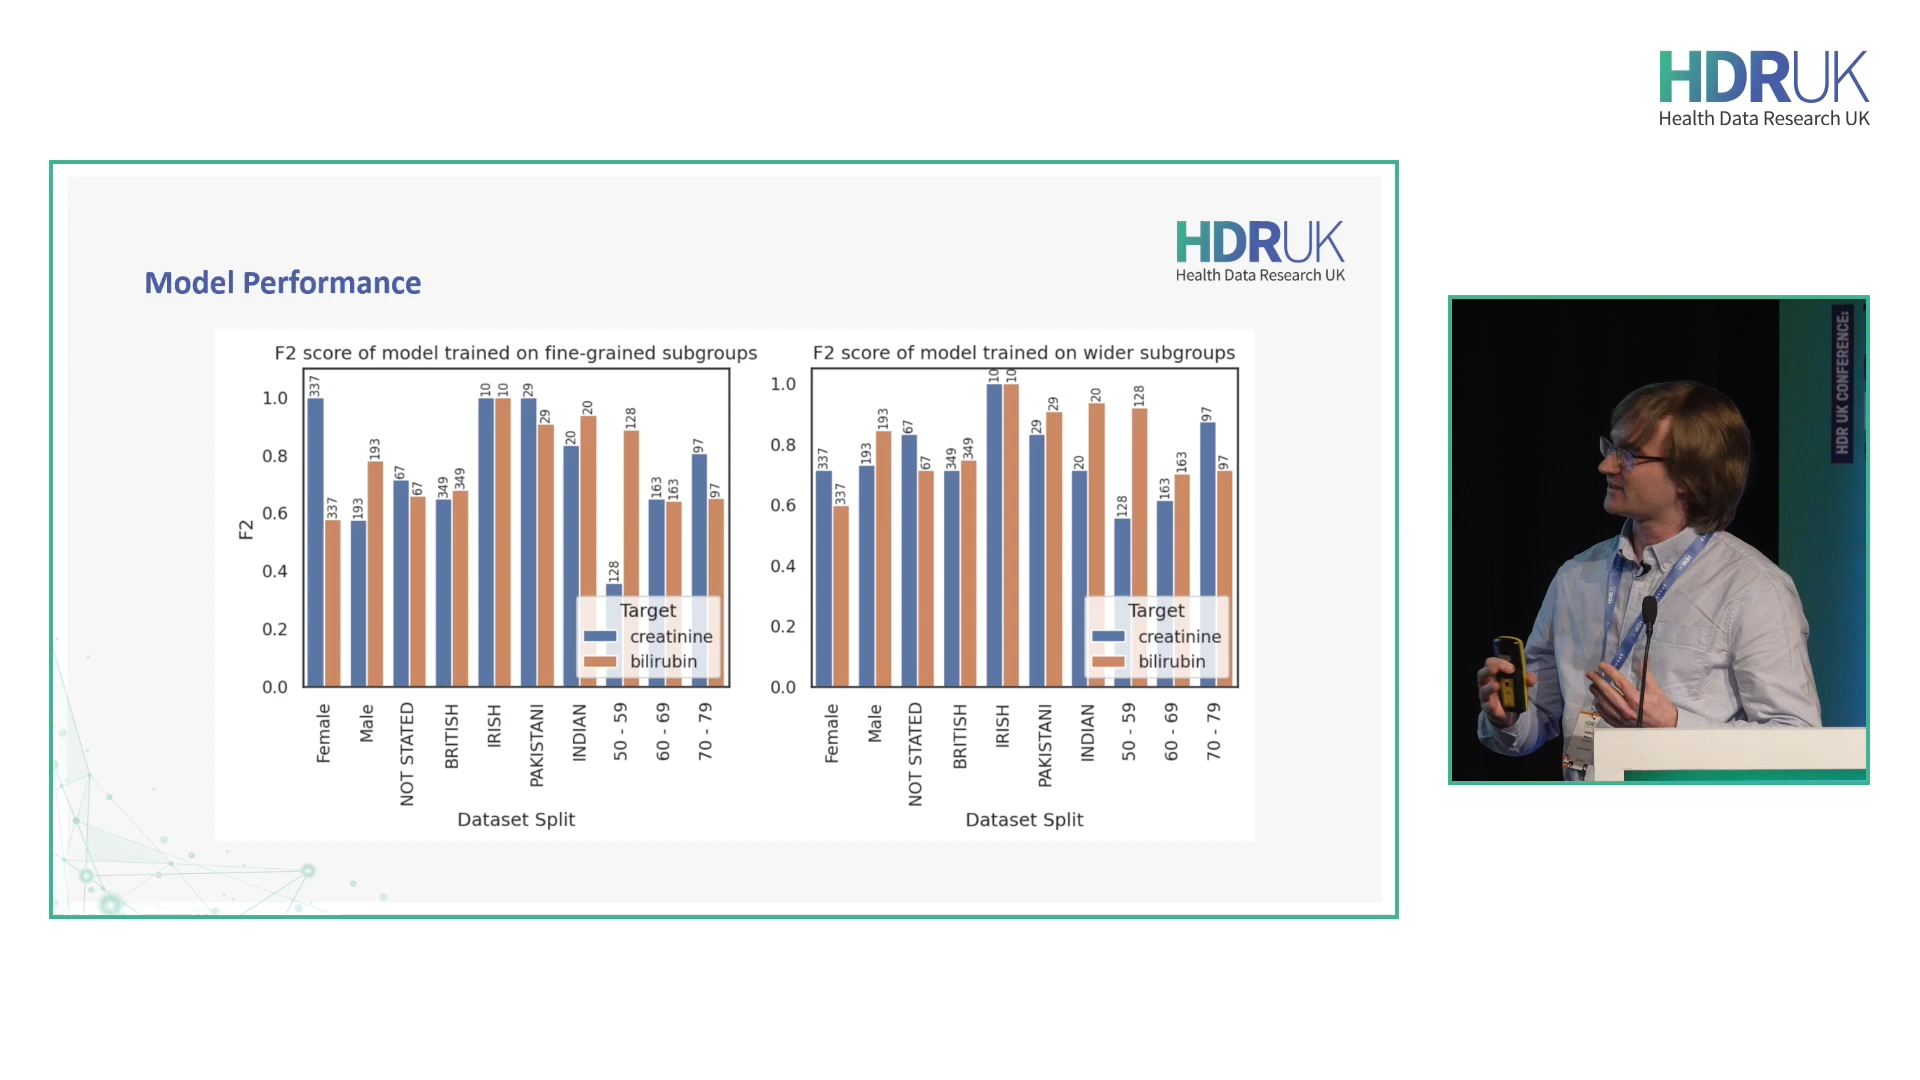 HDRUK
Health Data Research UK
HDRUK
Health Data Research UK
Model Performance
F2 score of model trained on fine-grained subgroups
F2
1.0
0.8
0.6
0.4
0.2
0.0
337
337
193
193
67
67
349
349
10
10
29
29
20
20
128
128
163
163
97
97
Target
creatinine
bilirubin
Female
Male
NOT STATED
BRITISH
IRISH
PAKISTANI
INDIAN
50 - 59
60 - 69
70 - 79
Dataset Split
F2 score of model trained on wider subgroups
1.0
0.8
0.6
0.4
0.2
0.0
337
337
193
193
67
67
349
349
10
10
29
29
20
20
128
128
163
163
97
97
Target
creatinine
bilirubin
Female
Male
NOT STATED
BRITISH
IRISH
PAKISTANI
INDIAN
50 - 59
60 - 69
70 - 79
Dataset Split
HDR UK CONFERENCE: